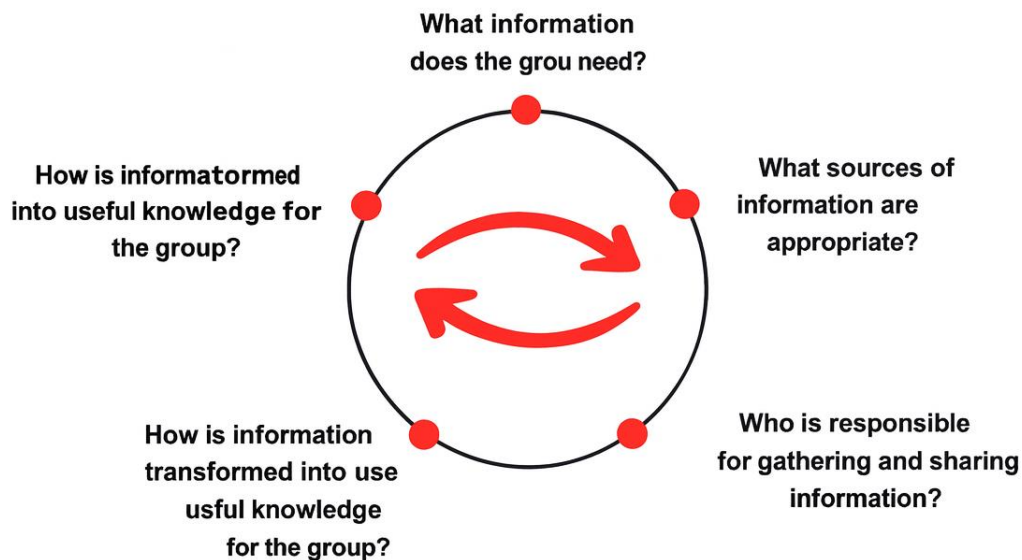 What information
does the grou need?
What sources of
information are
appropriate?
Who is responsible
for gathering and sharing
information?
How is information
transformed into use
usful knowledge
for the group?
How is informatormed
into useful knowledge for
the group?